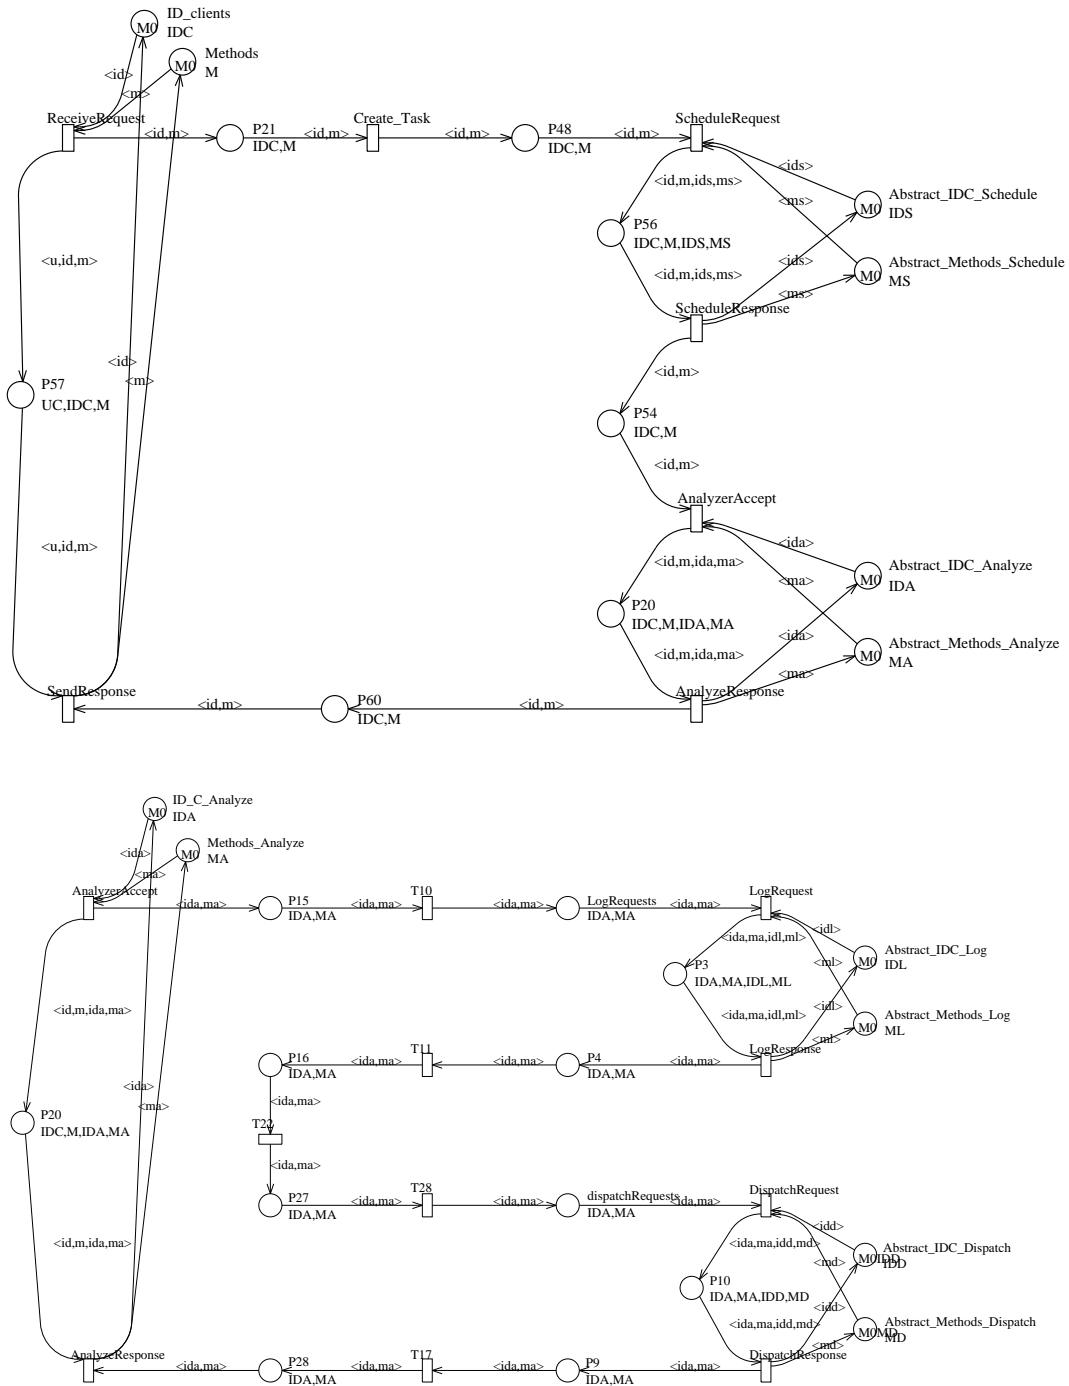 ID_clients
M0
IDC
Methods
M0
M
<id>
<m>
ReceiveRequest
<id,m>
P21
IDC,M
<id,m>
Create_Task
<id,m>
P48
IDC,M
<id,m>
ScheduleRequest
<ids>
<id,m,ids,ms>
<ms>
Abstract_IDC_Schedule
M0
IDS
P56
IDC,M,IDS,MS
<u,id,m>
<id,m,ids,ms>
<ids>
Abstract_Methods_Schedule
M0
MS
<ms>
ScheduleResponse
<id>
<id,m>
<m>
P57
UC,IDC,M
P54
IDC,M
<id,m>
AnalyzerAccept
<u,id,m>
<ida>
<id,m,ida,ma>
<ma>
Abstract_IDC_Analyze
M0
IDA
P20
IDC,M,IDA,MA
<ida>
<id,m,ida,ma>
Abstract_Methods_Analyze
M0
MA
<ma>
SendResponse
<id,m>
P60
IDC,M
<id,m>
AnalyzeResponse
ID_C_Analyze
M0
IDA
Methods_Analyze
M0
MA
<ida>
<ma>
AnalyzerAccept
<ida,ma>
P15
IDA,MA
<ida,ma>
T10
<ida,ma>
LogRequests
IDA,MA
<ida,ma>
LogRequest
<idl>
<ida,ma,idl,ml>
<ml>
Abstract_IDC_Log
M0
IDL
P3
IDA,MA,IDL,ML
<id,m,ida,ma>
<idl>
<ida,ma,idl,ml>
Abstract_Methods_Log
M0
ML
<ml>
P16
IDA,MA
<ida,ma>
T11
<ida,ma>
P4
IDA,MA
<ida,ma>
LogResponse
<ida>
<ida,ma>
<ma>
P20
IDC,M,IDA,MA
T22
<ida,ma>
P27
IDA,MA
<ida,ma>
T28
<ida,ma>
dispatchRequests
IDA,MA
<ida,ma>
DispatchRequest
<idd>
<id,m,ida,ma>
<ida,ma,idd,md>
<md>
Abstract_IDC_Dispatch
M0IDD
IDD
P10
IDA,MA,IDD,MD
<idd>
<ida,ma,idd,md>
Abstract_Methods_Dispatch
M0MD
MD
<md>
AnalyzeResponse
<ida,ma>
P28
IDA,MA
<ida,ma>
T17
<ida,ma>
P9
IDA,MA
<ida,ma>
DispatchResponse